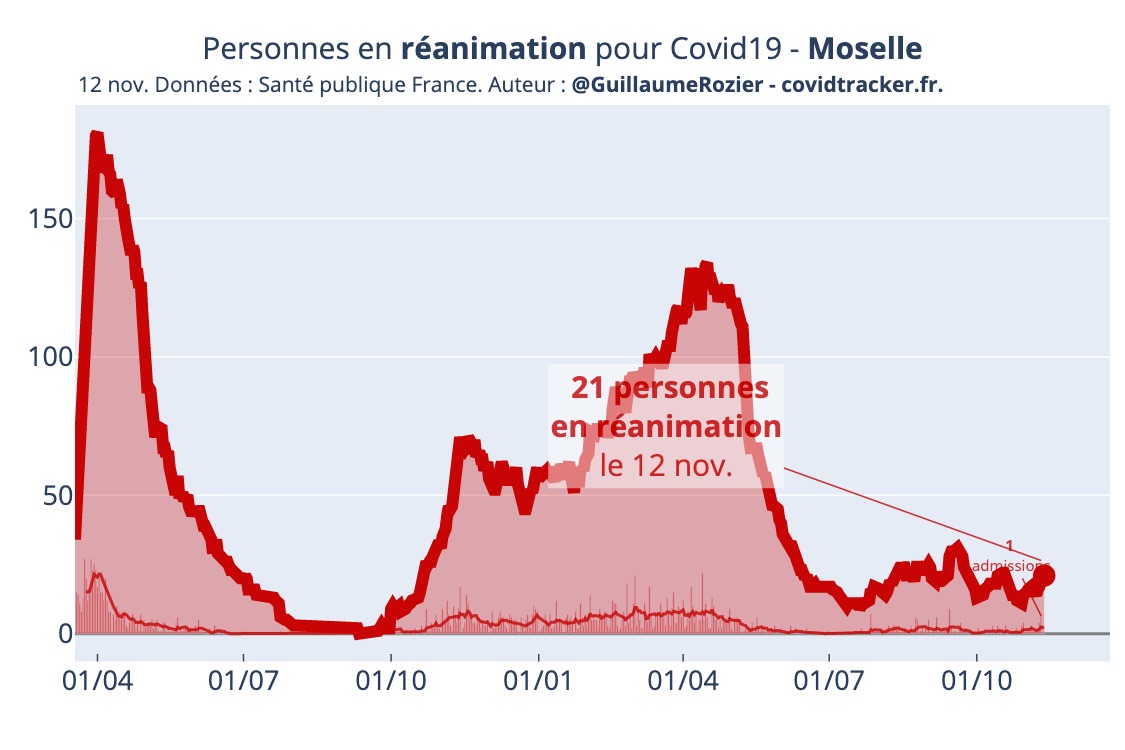 Personnes en réanimation pour Covid19 - Moselle
12 nov. Données : Santé publique France. Auteur : @GuillaumeRozier - covidtracker.fr.
150
100
50
0
21 personnes
en réanimation
le 12 nov.
1
admissions
01/04
01/07
01/10
01/01
01/04
01/07
01/10